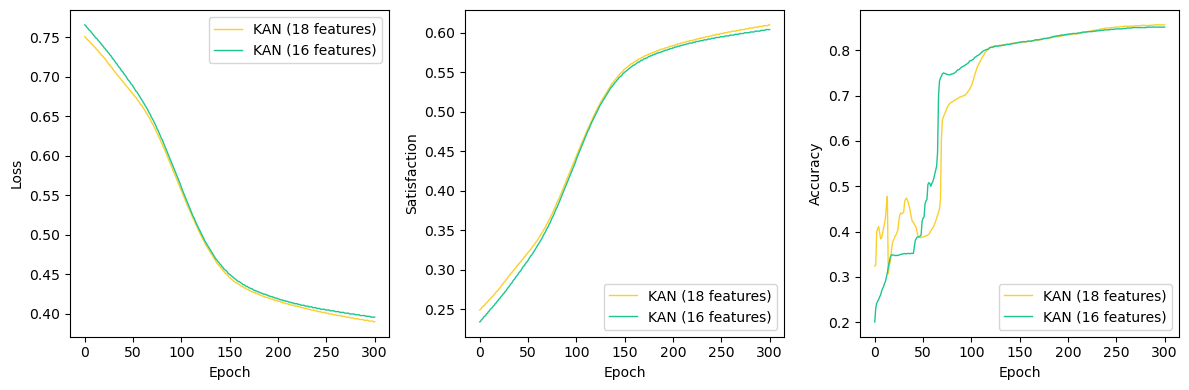 Loss
0.75
0.70
0.65
0.60
0.55
0.50
0.45
0.40
KAN (18 features)
KAN (16 features)
0 50 100 150 200 250 300
Epoch
Satisfaction
0.60
0.55
0.50
0.45
0.40
0.35
0.30
0.25
KAN (18 features)
KAN (16 features)
0 50 100 150 200 250 300
Epoch
Accuracy
0.8
0.7
0.6
0.5
0.4
0.3
0.2
KAN (18 features)
KAN (16 features)
0 50 100 150 200 250 300
Epoch